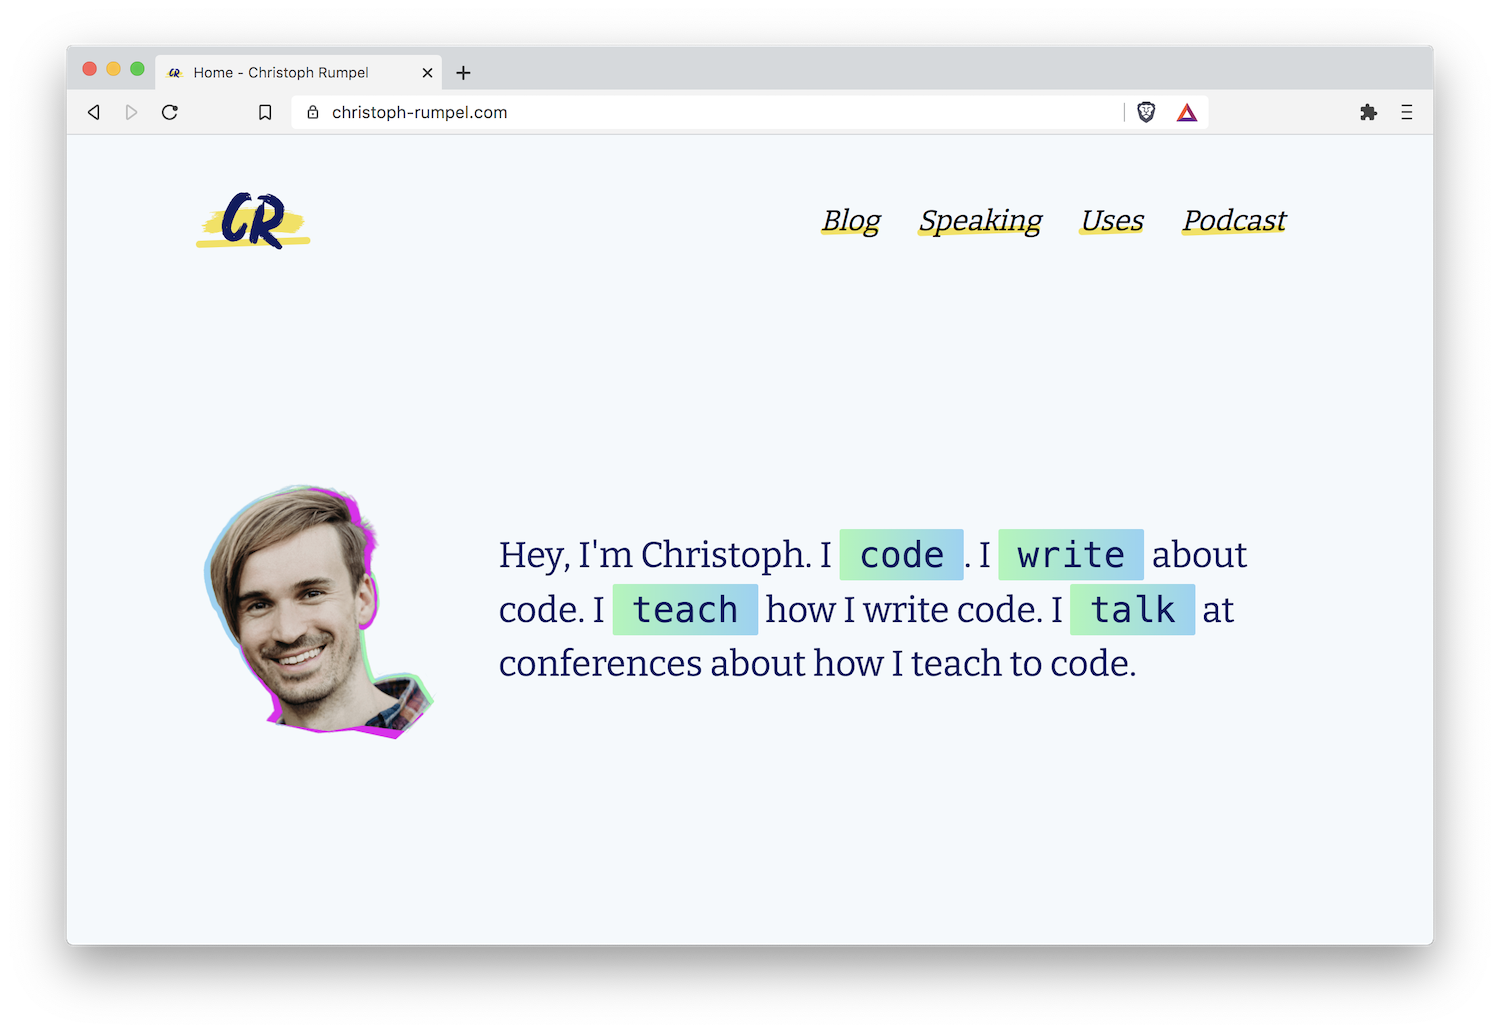 CR Home - Christoph Rumpel
christoph-rumpel.com
CR
Blog Speaking Uses Podcast
Hey, I'm Christoph. I code. I write about
code. I teach how I write code. I talk at
conferences about how I teach to code.